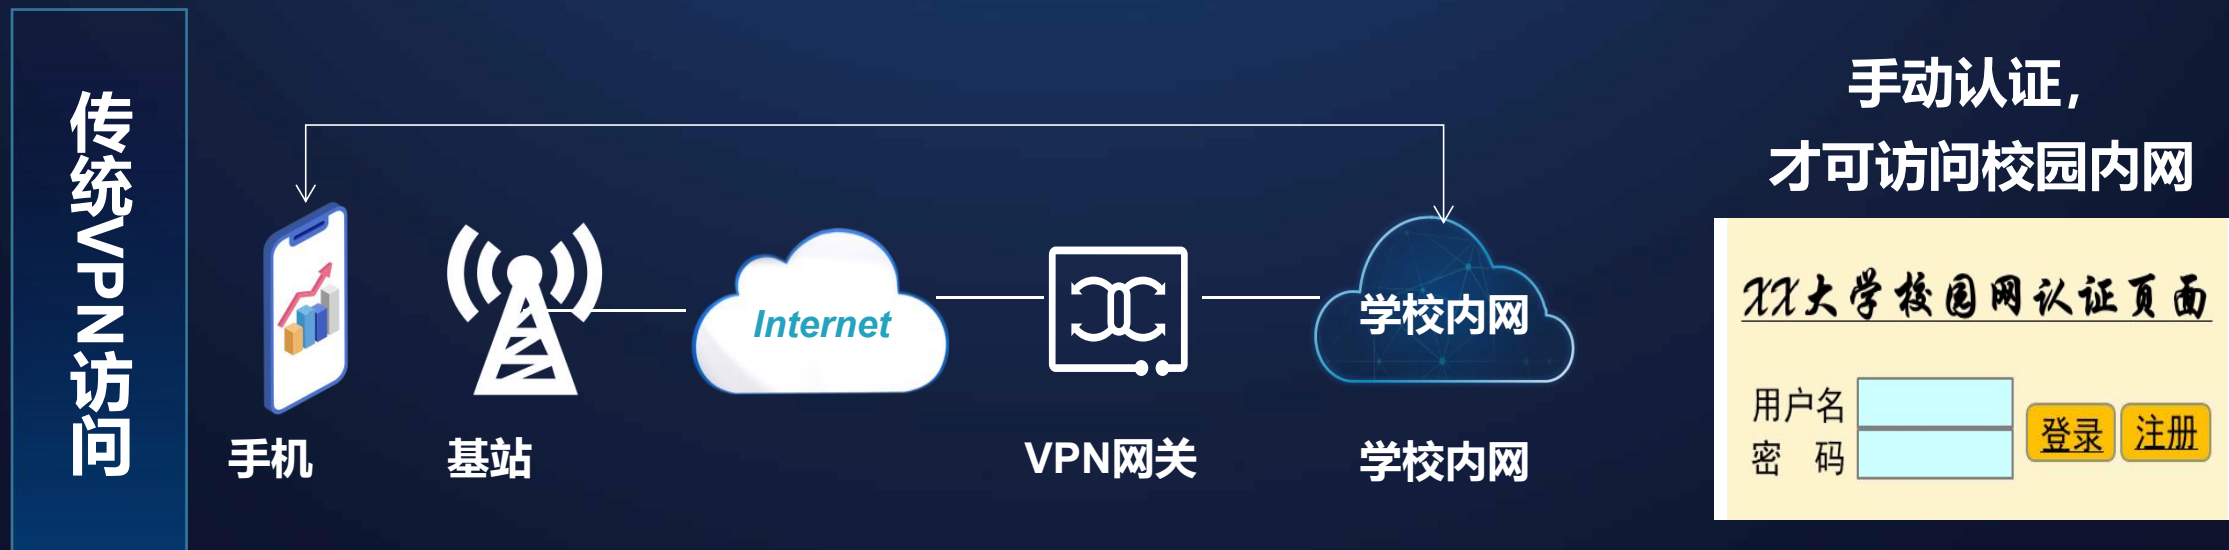 传统VPN访问
手动认证，
才可访问校园内网
Internet
学校内网
手机
基站
VPN网关
学校内网
XX大学校园网认证页面
用户名
密 码
登录
注册